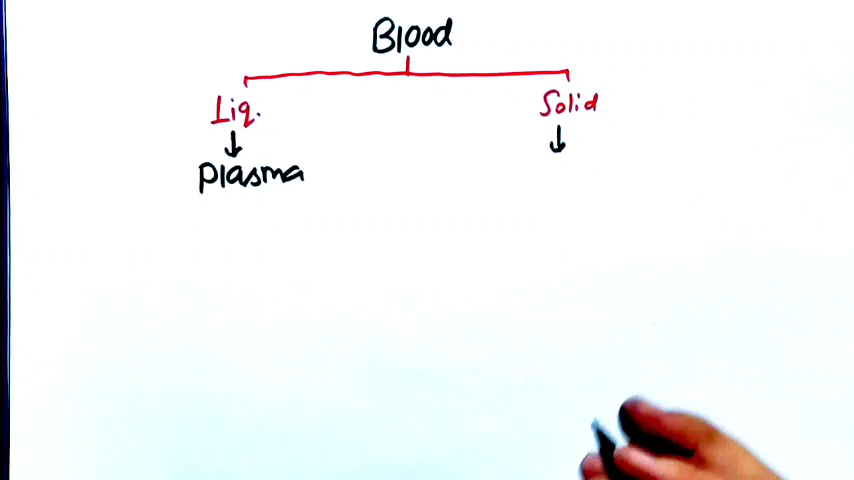 Blood
Liq. Solid
↓ ↓
Plasma